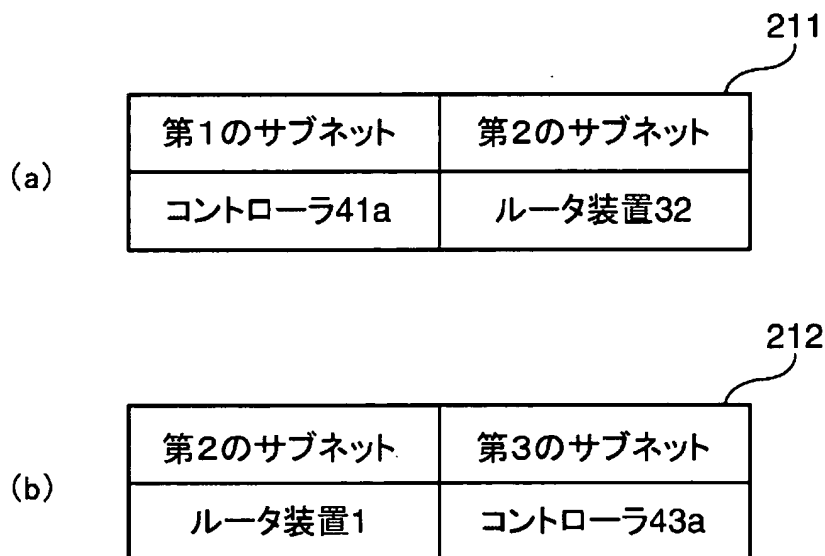 211
第1のサブネット 第2のサブネット
(a)
コントローラ41a ルータ装置32
212
第2のサブネット 第3のサブネット
(b)
ルータ装置1 コントローラ43a